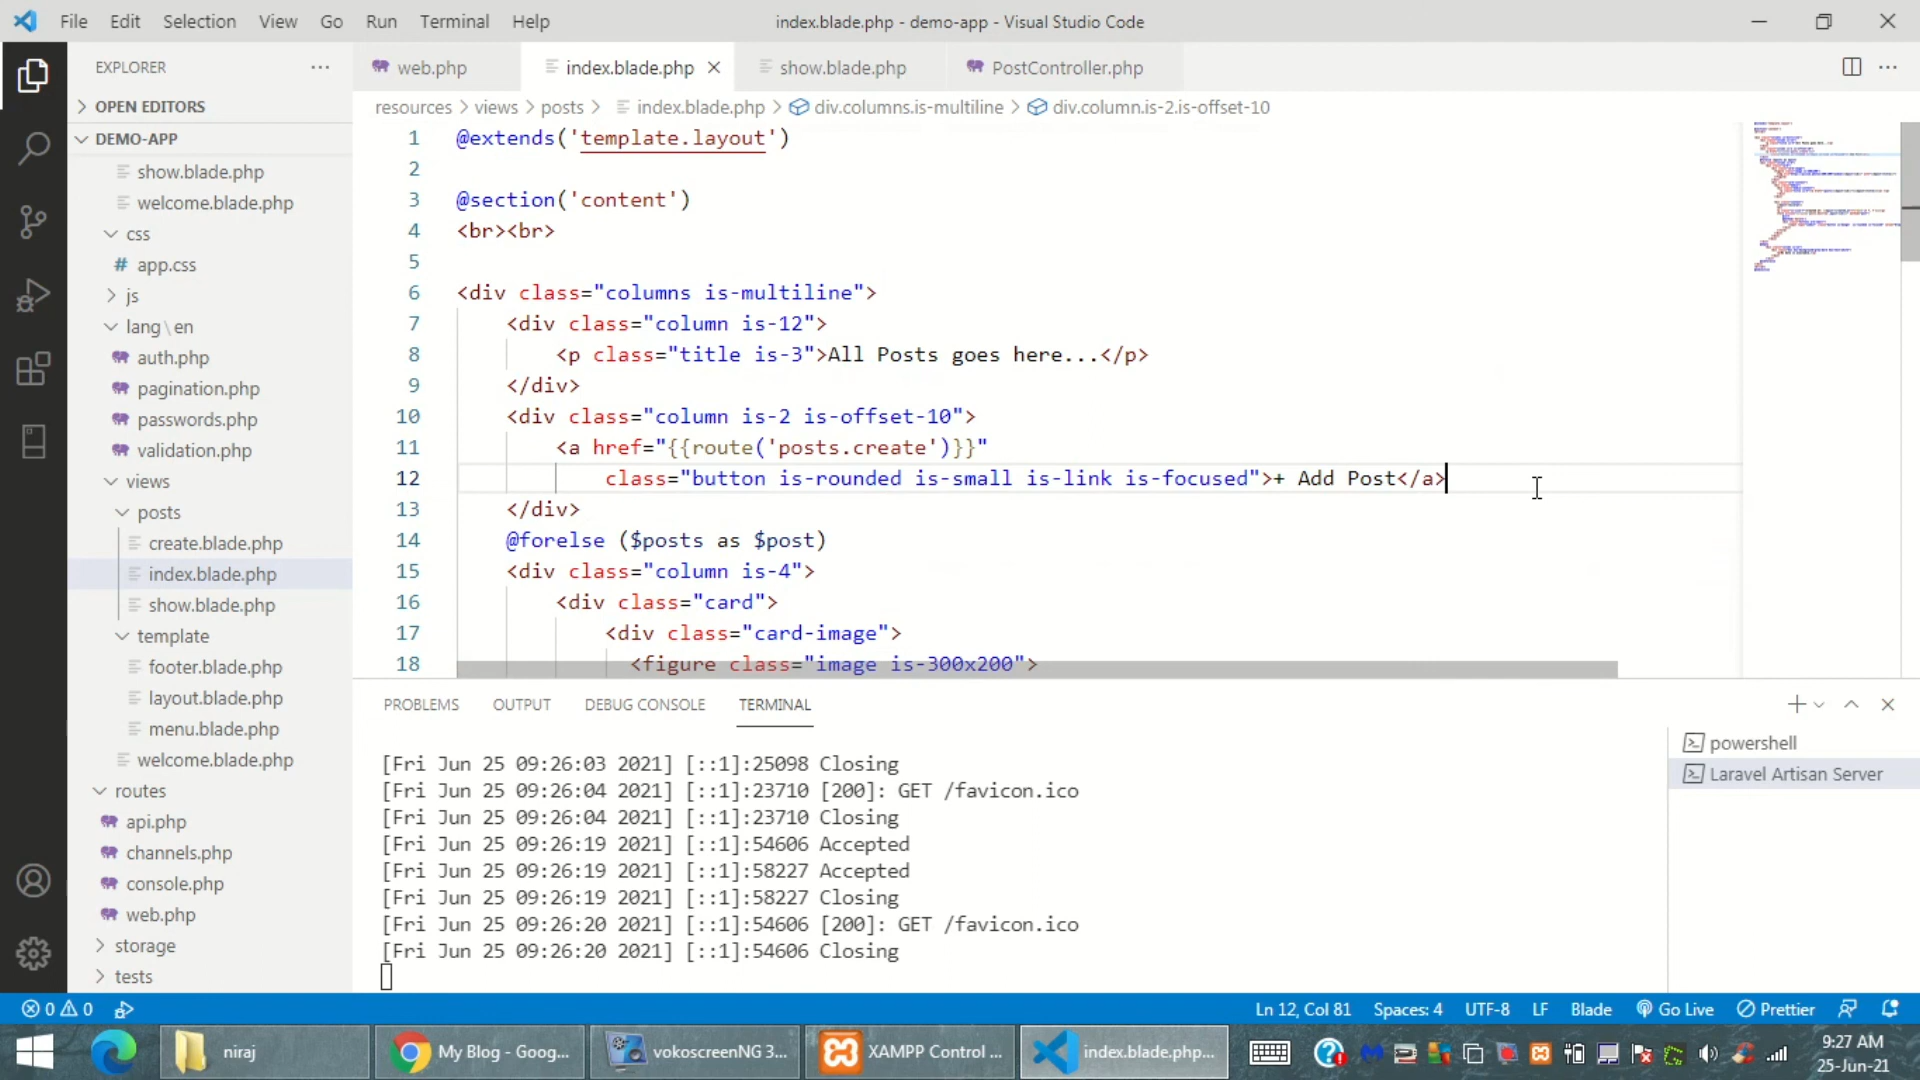 File Edit Selection View Go Run Terminal Help
index.blade.php - demo-app - Visual Studio Code
EXPLORER
OPEN EDITORS
DEMO-APP
show.blade.php
welcome.blade.php
css
# app.css
js
lang\en
auth.php
pagination.php
passwords.php
validation.php
views
posts
create.blade.php
index.blade.php
show.blade.php
template
footer.blade.php
layout.blade.php
menu.blade.php
welcome.blade.php
routes
api.php
channels.php
console.php
web.php
storage
tests
web.php
index.blade.php
show.blade.php
PostController.php
resources > views > posts > index.blade.php > div.columns.is-multiline > div.column.is-2.is-offset-10
1 @extends('template.layout')
2
3 @section('content')
4 <br><br>
5
6 <div class="columns is-multiline">
7 <div class="column is-12">
8 <p class="title is-3">All Posts goes here...</p>
9 </div>
10 <div class="column is-2 is-offset-10">
11 <a href="{{route('posts.create')}}"
12 class="button is-rounded is-small is-link is-focused">+ Add Post</a>
13 </div>
14 @forelse ($posts as $post)
15 <div class="column is-4">
16 <div class="card">
17 <div class="card-image">
18 <figure class="image is-300x200">
PROBLEMS OUTPUT DEBUG CONSOLE TERMINAL
[Fri Jun 25 09:26:03 2021] [::1]:25098 Closing
[Fri Jun 25 09:26:04 2021] [::1]:23710 [200]: GET /favicon.ico
[Fri Jun 25 09:26:04 2021] [::1]:23710 Closing
[Fri Jun 25 09:26:19 2021] [::1]:54606 Accepted
[Fri Jun 25 09:26:19 2021] [::1]:58227 Accepted
[Fri Jun 25 09:26:19 2021] [::1]:58227 Closing
[Fri Jun 25 09:26:20 2021] [::1]:54606 [200]: GET /favicon.ico
[Fri Jun 25 09:26:20 2021] [::1]:54606 Closing
powershell
Laravel Artisan Server
0 0
Ln 12, Col 81 Spaces: 4 UTF-8 LF Blade Go Live Prettier
niraj
My Blog - Goog...
vokoscreenNG 3...
XAMPP Control ...
index.blade.php...
9:27 AM
25-Jun-21